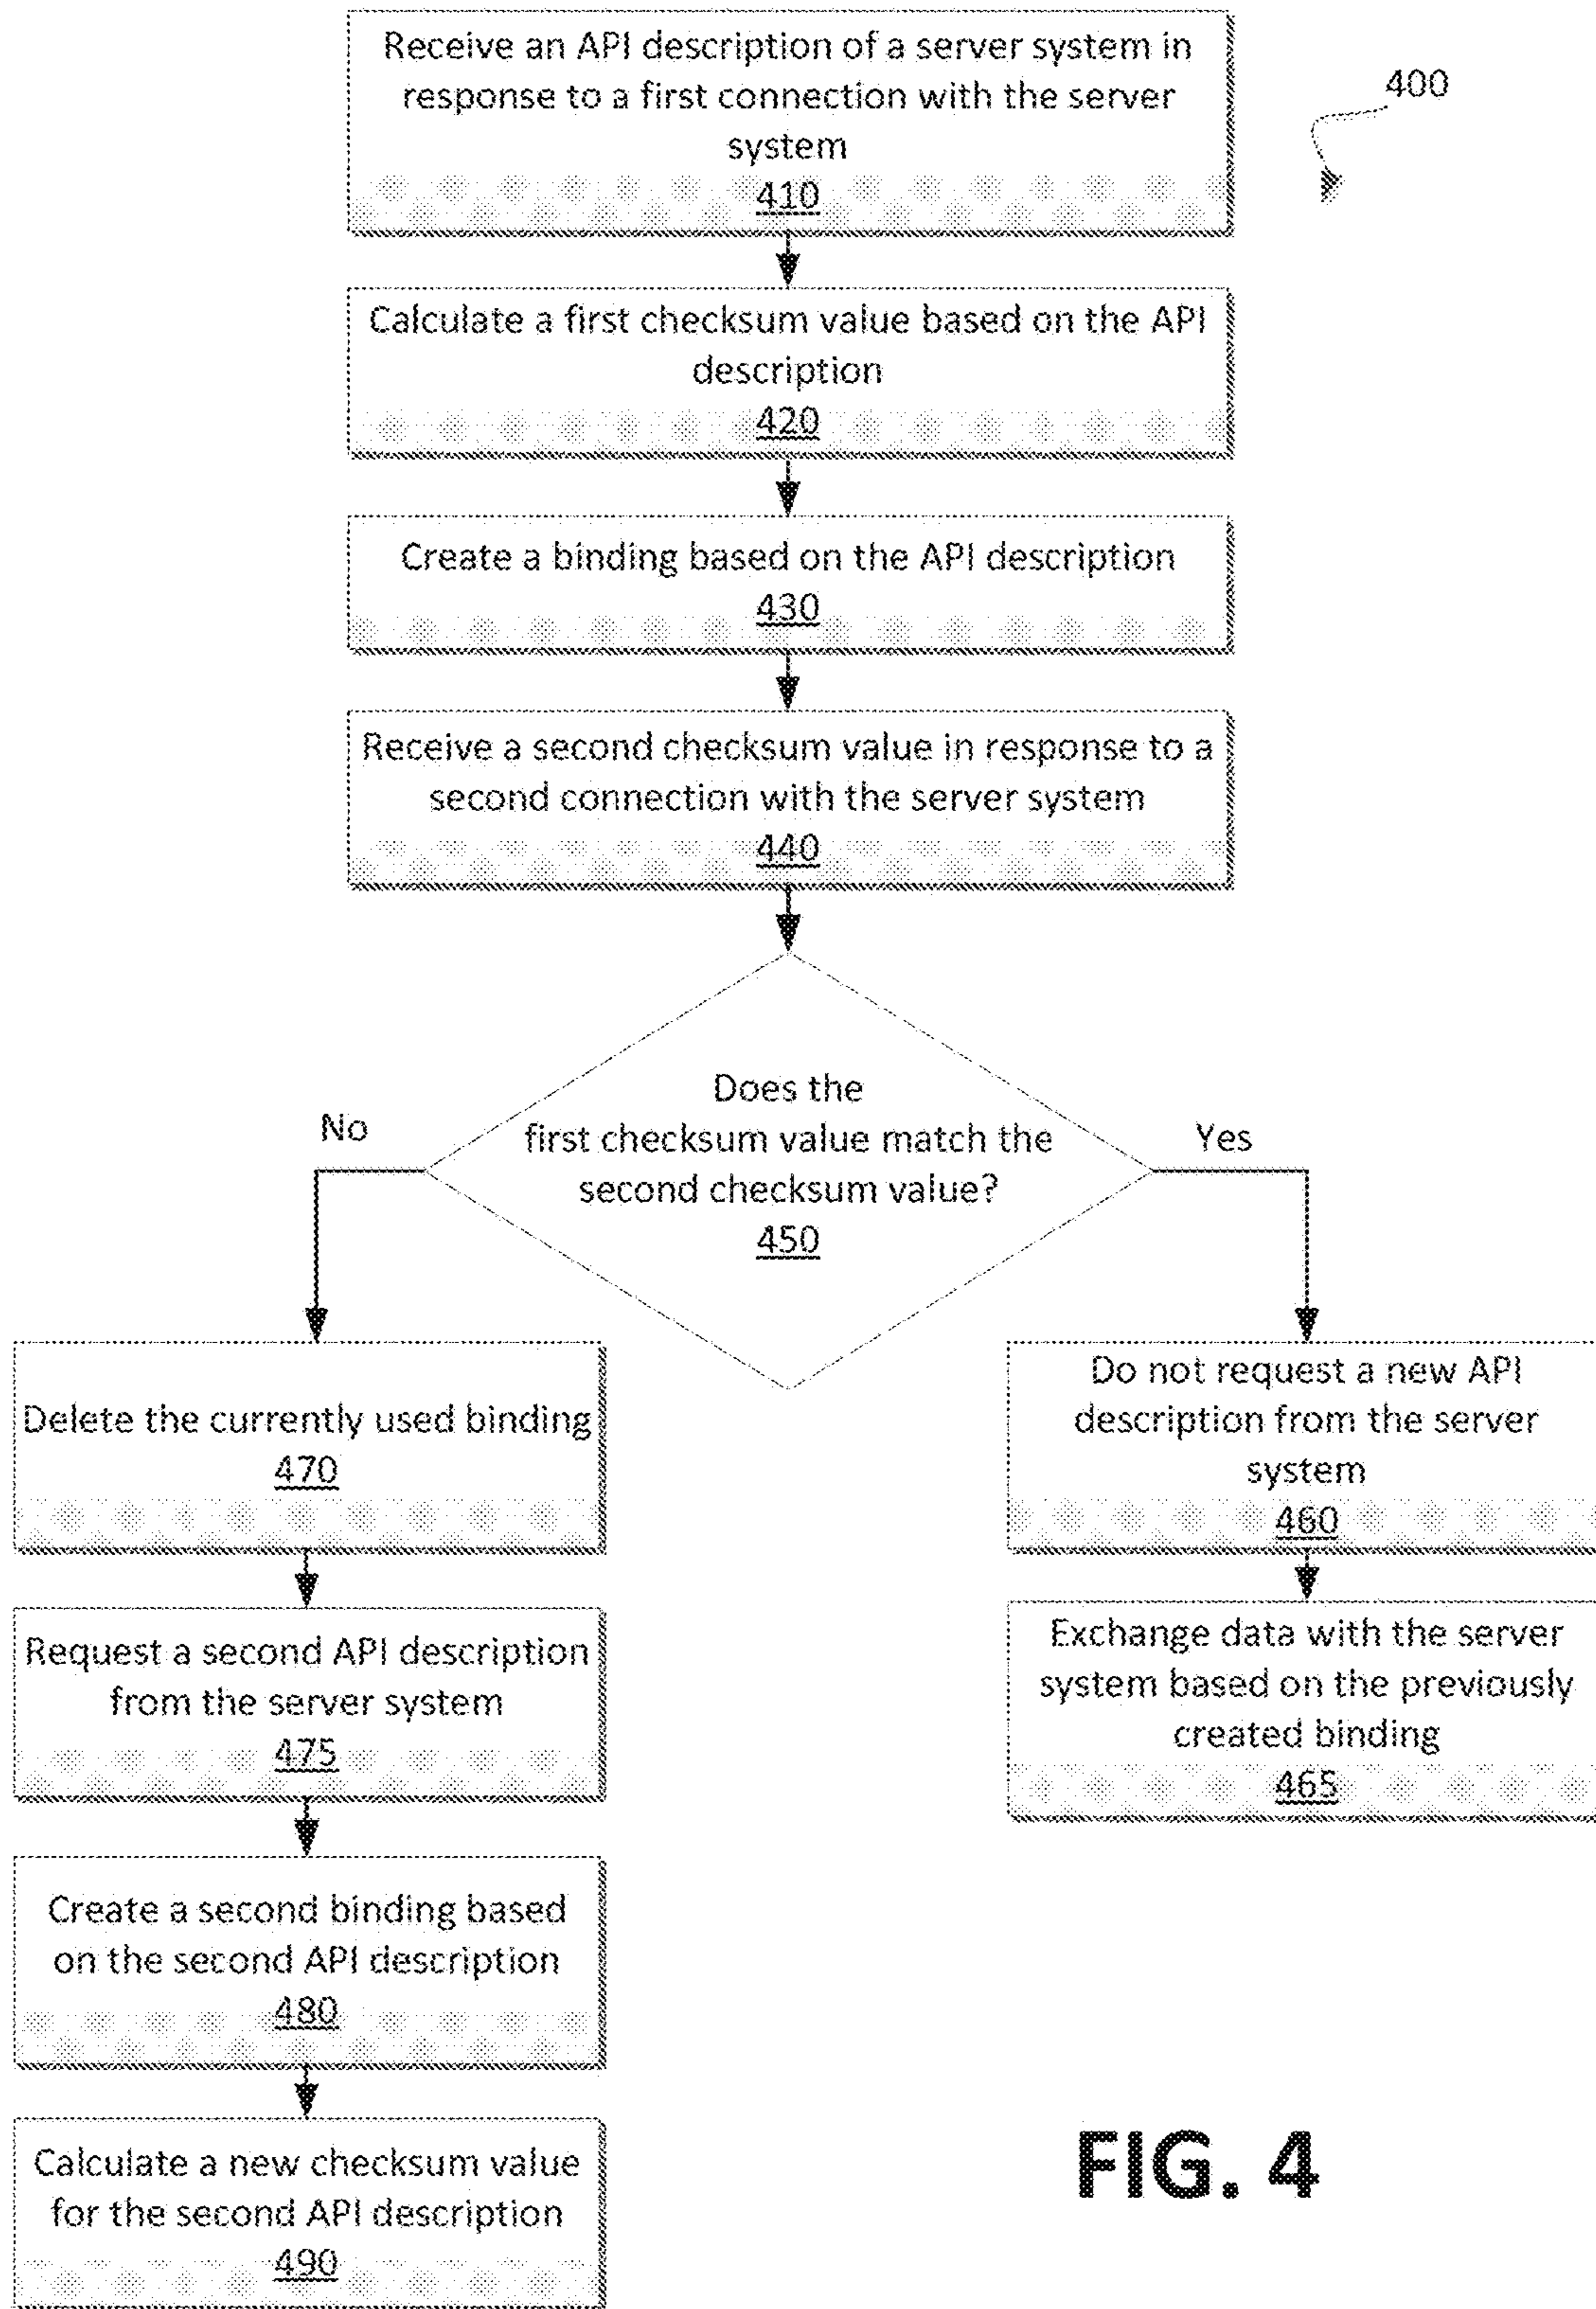 Receive an API description of a server system in
response to a first connection with the server
system
410
400
Calculate a first checksum value based on the API
description
420
Create a binding based on the API description
430
Receive a second checksum value in response to a
second connection with the server system
440
Does the
first checksum value match the
second checksum value?
450
No
Yes
Delete the currently used binding
470
Request a second API description
from the server system
475
Create a second binding based
on the second API description
480
Calculate a new checksum value
for the second API description
490
Do not request a new API
description from the server
system
460
Exchange data with the server
system based on the previously
created binding
465
FIG. 4